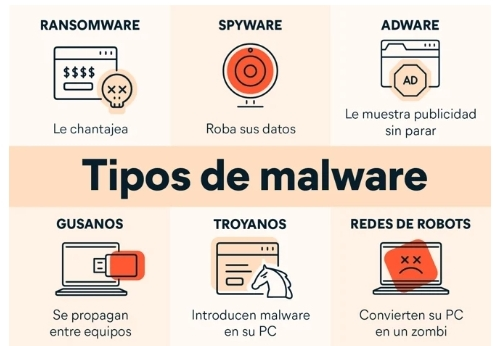 RANSOMWARE
$$$$
Le chantajea
SPYWARE
Roba sus datos
ADWARE
AD
Le muestra publicidad
sin parar
Tipos de malware
GUSANOS
Se propagan
entre equipos
TROYANOS
Introducen malware
en su PC
REDES DE ROBOTS
Convierten su PC
en un zombi